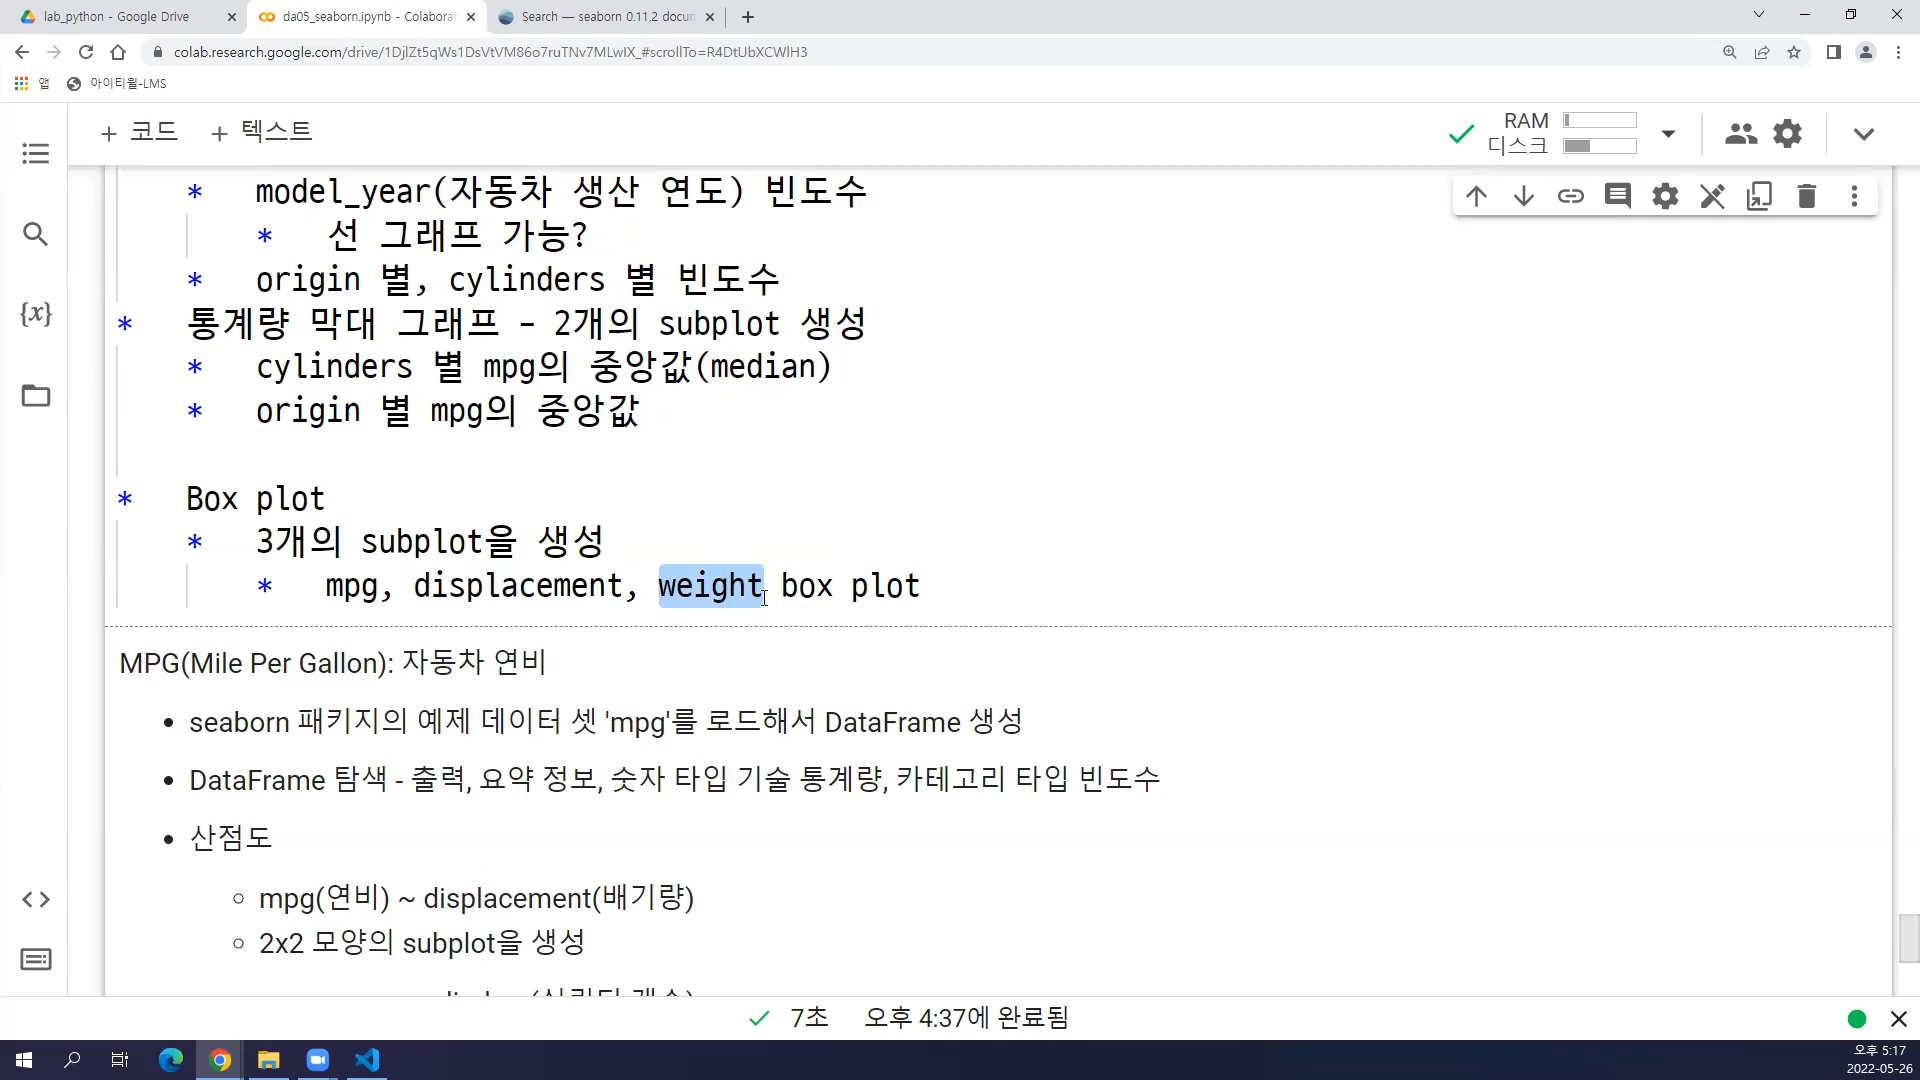 lab_python - Google Drive
da05_seaborn.ipynb - Colaborat
Search — seaborn 0.11.2 docun
colab.research.google.com/drive/1DjlZt5qWs1DsVtVM86o7ruTNv7MLwIX_#scrollTo=R4DtUbXCWlH3
앱
아이티윌-LMS
+ 코드
+ 텍스트
RAM
디스크
* model_year(자동차 생산 연도) 빈도수
* 선 그래프 가능?
* origin 별, cylinders 별 빈도수
* 통계량 막대 그래프 - 2개의 subplot 생성
* cylinders 별 mpg의 중앙값(median)
* origin 별 mpg의 중앙값
* Box plot
* 3개의 subplot을 생성
* mpg, displacement, weight box plot
MPG(Mile Per Gallon): 자동차 연비
• seaborn 패키지의 예제 데이터 셋 'mpg'를 로드해서 DataFrame 생성
• DataFrame 탐색 - 출력, 요약 정보, 숫자 타입 기술 통계량, 카테고리 타입 빈도수
• 산점도
○ mpg(연비) ~ displacement(배기량)
○ 2x2 모양의 subplot을 생성
7초
오후 4:37에 완료됨
오후 5:17
2022-05-26